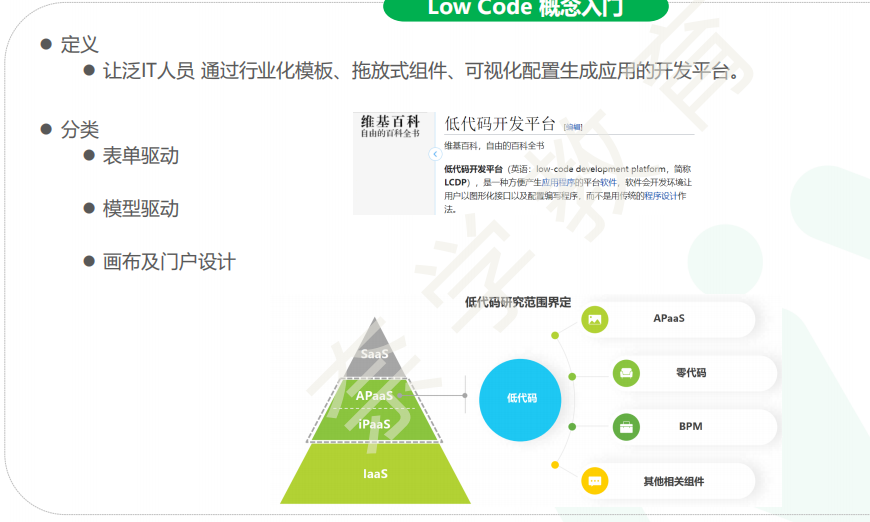 Low Code 概念入门
定义
让泛IT人员 通过行业化模板、拖放式组件、可视化配置生成应用的开发平台。
分类
表单驱动
模型驱动
画布及门户设计
维基百科
自由的百科全书
低代码开发平台 [编辑]
维基百科，自由的百科全书
低代码开发平台（英语：low-code development platform，简称
LCDP），是一种方便产生应用程序的平台软件，软件会开发环境让
用户以图形化接口以及配置编写程序，而不是用传统的程序设计作
法。
低代码研究范围界定
SaaS
APaaS
iPaaS
IaaS
低代码
APaaS
零代码
BPM
其他相关组件